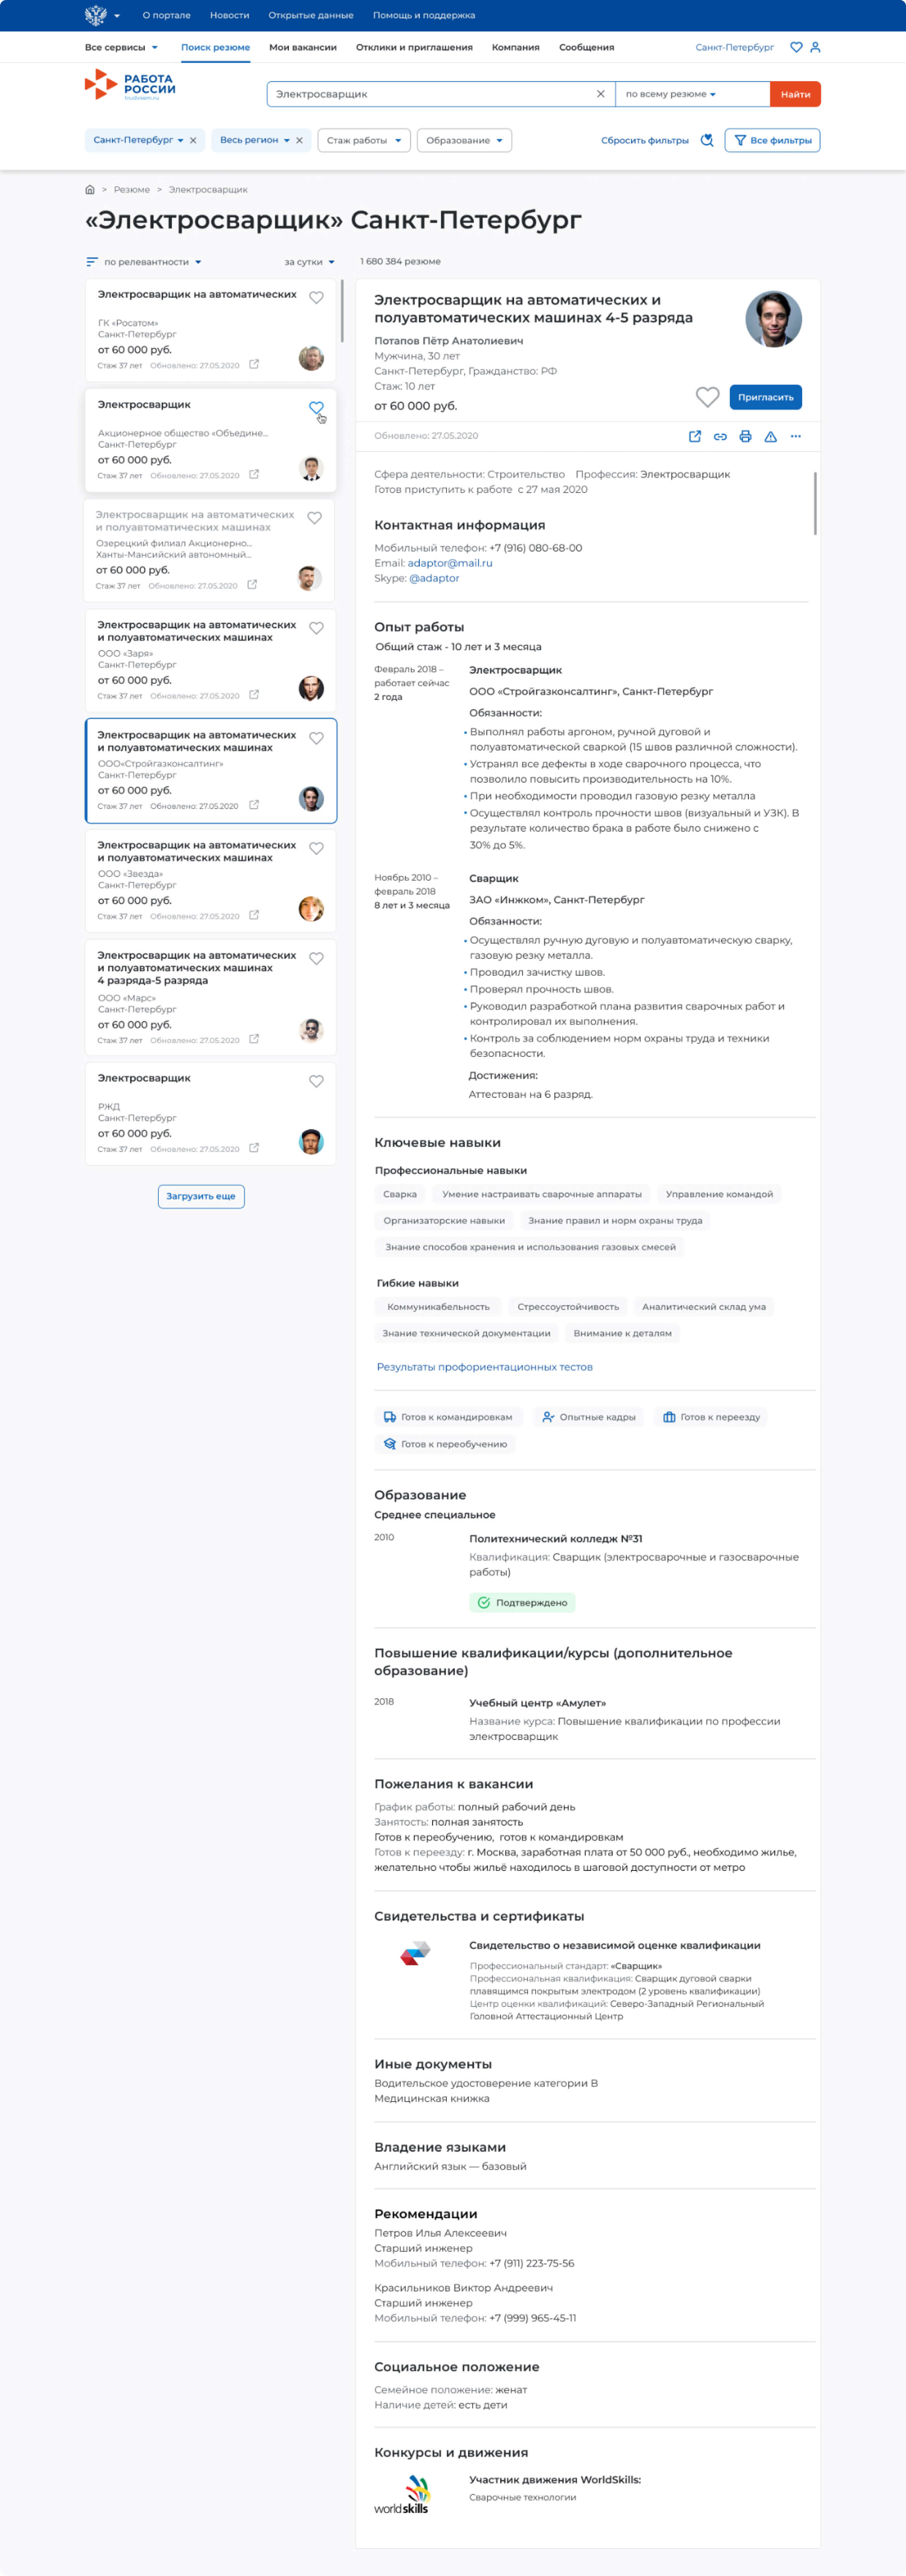 О портале Новости Открытые данные Помощь и поддержка
Все сервисы Поиск резюме Мои вакансии Отклики и приглашения Компания Сообщения Санкт-Петербург
РАБОТА
РОССИИ
trudvsem.ru
Электросварщик по всему резюме Найти
Санкт-Петербург Весь регион Стаж работы Образование Сбросить фильтры Все фильтры
> Резюме > Электросварщик
«Электросварщик» Санкт-Петербург
по релевантности за сутки 1 680 384 резюме
Электросварщик на автоматических
ГК «Росатом»
Санкт-Петербург
от 60 000 руб.
Стаж 37 лет Обновлено: 27.05.2020
Электросварщик
Акционерное общество «Объедине...
Санкт-Петербург
от 60 000 руб.
Стаж 37 лет Обновлено: 27.05.2020
Электросварщик на автоматических
и полуавтоматических машинах
Озерецкий филиал Акционерно...
Ханты-Мансийский автономный...
от 60 000 руб.
Стаж 37 лет Обновлено: 27.05.2020
Электросварщик на автоматических
и полуавтоматических машинах
ООО «Заря»
Санкт-Петербург
от 60 000 руб.
Стаж 37 лет Обновлено: 27.05.2020
Электросварщик на автоматических
и полуавтоматических машинах
ООО«Стройгазконсалтинг»
Санкт-Петербург
от 60 000 руб.
Стаж 37 лет Обновлено: 27.05.2020
Электросварщик на автоматических
и полуавтоматических машинах
ООО «Звезда»
Санкт-Петербург
от 60 000 руб.
Стаж 37 лет Обновлено: 27.05.2020
Электросварщик на автоматических
и полуавтоматических машинах
4 разряда-5 разряда
ООО «Марс»
Санкт-Петербург
от 60 000 руб.
Стаж 37 лет Обновлено: 27.05.2020
Электросварщик
РЖД
Санкт-Петербург
от 60 000 руб.
Стаж 37 лет Обновлено: 27.05.2020
Загрузить еще
Электросварщик на автоматических и
полуавтоматических машинах 4-5 разряда
Потапов Пётр Анатолиевич
Мужчина, 30 лет
Санкт-Петербург, Гражданство: РФ
Стаж: 10 лет
от 60 000 руб.
Пригласить
Обновлено: 27.05.2020
Сфера деятельности: Строительство Профессия: Электросварщик
Готов приступить к работе с 27 мая 2020
Контактная информация
Мобильный телефон: +7 (916) 080-68-00
Email: adaptor@mail.ru
Skype: @adaptor
Опыт работы
Общий стаж - 10 лет и 3 месяца
Февраль 2018 –
работает сейчас
2 года
Электросварщик
ООО «Стройгазконсалтинг», Санкт-Петербург
Обязанности:
• Выполнял работы аргоном, ручной дуговой и
полуавтоматической сваркой (15 швов различной сложности).
• Устранял все дефекты в ходе сварочного процесса, что
позволило повысить производительность на 10%.
• При необходимости проводил газовую резку металла
• Осуществлял контроль прочности швов (визуальный и УЗК). В
результате количество брака в работе было снижено с
30% до 5%.
Ноябрь 2010 –
февраль 2018
8 лет и 3 месяца
Сварщик
ЗАО «Инжком», Санкт-Петербург
Обязанности:
• Осуществлял ручную дуговую и полуавтоматическую сварку,
газовую резку металла.
• Проводил зачистку швов.
• Проверял прочность швов.
• Руководил разработкой плана развития сварочных работ и
контролировал их выполнения.
• Контроль за соблюдением норм охраны труда и техники
безопасности.
Достижения:
Аттестован на 6 разряд.
Ключевые навыки
Профессиональные навыки
Сварка Умение настраивать сварочные аппараты Управление командой
Организаторские навыки Знание правил и норм охраны труда
Знание способов хранения и использования газовых смесей
Гибкие навыки
Коммуникабельность Стрессоустойчивость Аналитический склад ума
Знание технической документации Внимание к деталям
Результаты профориентационных тестов
Готов к командировкам Опытные кадры Готов к переезду
Готов к переобучению
Образование
Среднее специальное
2010 Политехнический колледж №31
Квалификация: Сварщик (электросварочные и газосварочные
работы)
Подтверждено
Повышение квалификации/курсы (дополнительное
образование)
2018 Учебный центр «Амулет»
Название курса: Повышение квалификации по профессии
электросварщик
Пожелания к вакансии
График работы: полный рабочий день
Занятость: полная занятость
Готов к переобучению, готов к командировкам
Готов к переезду: г. Москва, заработная плата от 50 000 руб., необходимо жилье,
желательно чтобы жильё находилось в шаговой доступности от метро
Свидетельства и сертификаты
Свидетельство о независимой оценке квалификации
Профессиональный стандарт: «Сварщик»
Профессиональная квалификация: Сварщик дуговой сварки
плавящимся покрытым электродом (2 уровень квалификации)
Центр оценки квалификаций: Северо-Западный Региональный
Головной Аттестационный Центр
Иные документы
Водительское удостоверение категории B
Медицинская книжка
Владение языками
Английский язык — базовый
Рекомендации
Петров Илья Алексеевич
Старший инженер
Мобильный телефон: +7 (911) 223-75-56
Красильников Виктор Андреевич
Старший инженер
Мобильный телефон: +7 (999) 965-45-11
Социальное положение
Семейное положение: женат
Наличие детей: есть дети
Конкурсы и движения
worldskills
Участник движения WorldSkills:
Сварочные технологии